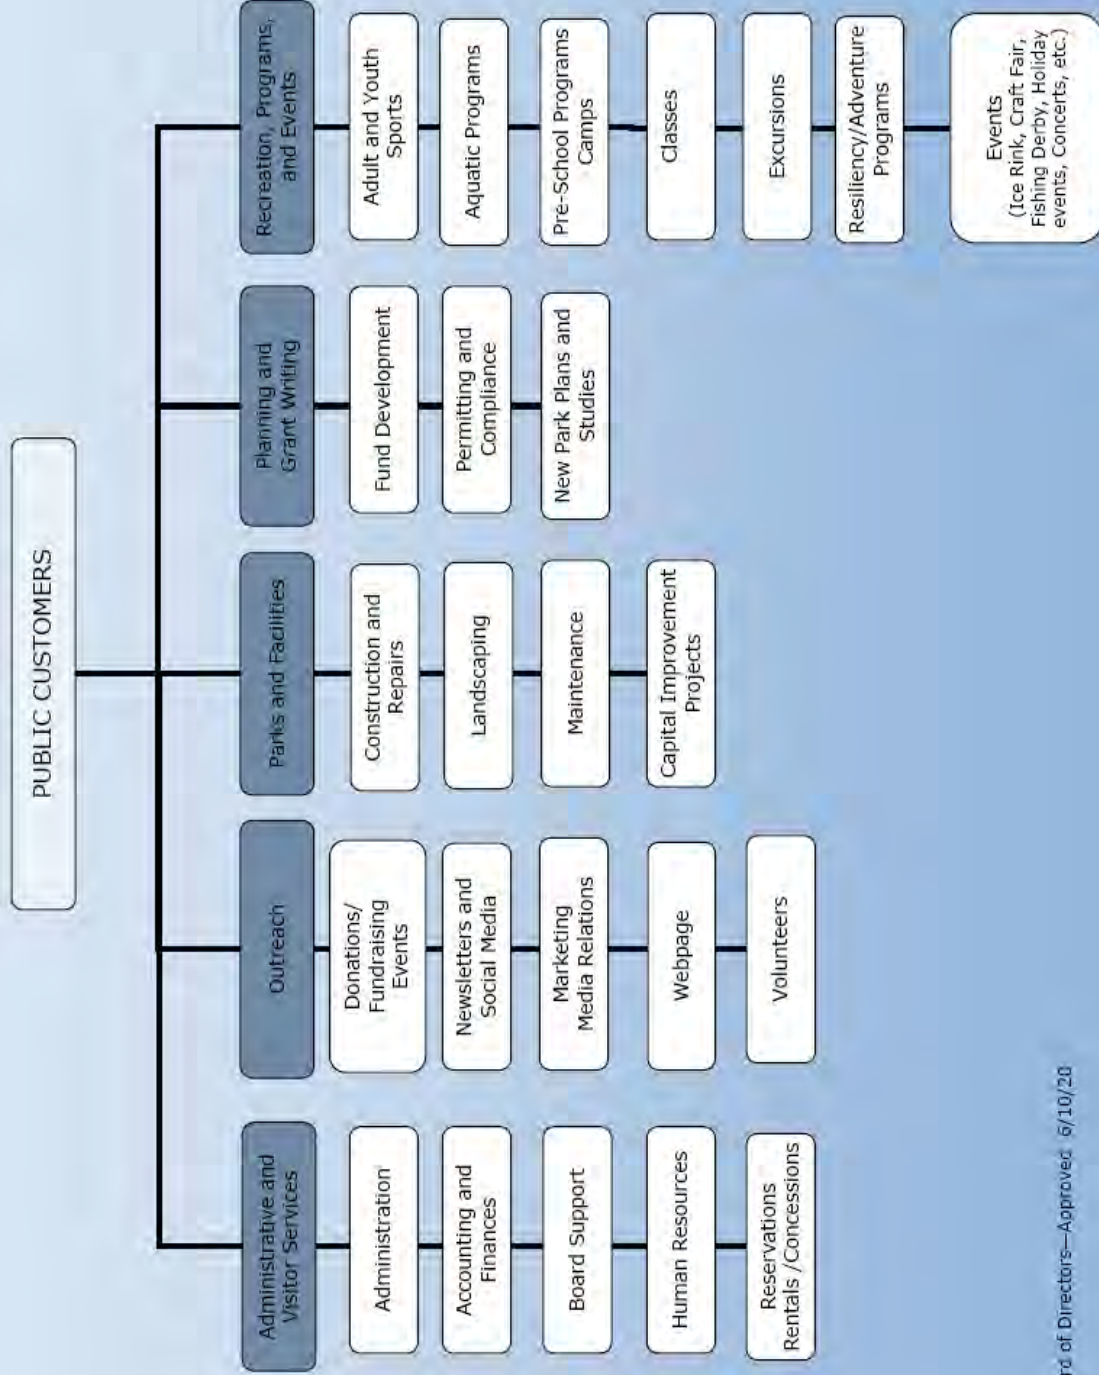 PUBLIC CUSTOMERS
Administrative and
Visitor Services
Administration
Accounting and
Finances
Board Support
Human Resources
Reservations
Rentals /Concessions
Outreach
Donations/
Fundraising
Events
Newsletters and
Social Media
Marketing
Media Relations
Webpage
Volunteers
Parks and Facilities
Construction and
Repairs
Landscaping
Maintenance
Capital Improvement
Projects
Planning and
Grant Writing
Fund Development
Permitting and
Compliance
New Park Plans and
Studies
Recreation, Programs,
and Events
Adult and Youth
Sports
Aquatic Programs
Pre-School Programs
Camps
Classes
Excursions
Resiliency/Adventure
Programs
Events
(Ice Rink, Craft Fair,
Fishing Derby, Holiday
events, Concerts, etc.)
rd of Directors—Approved 6/10/20